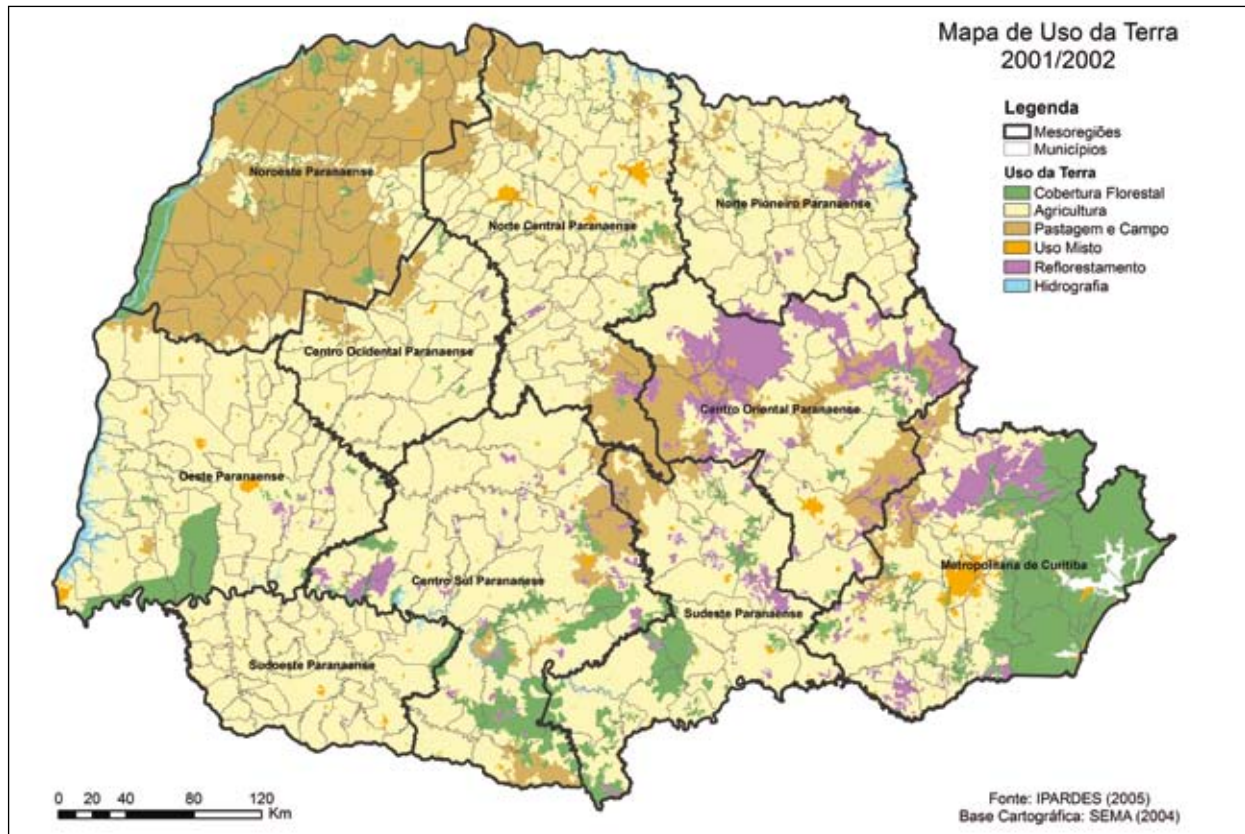 Mapa de Uso da Terra
2001/2002
Legenda
Mesoregiões
Municípios
Uso da Terra
Cobertura Florestal
Agricultura
Pastagem e Campo
Uso Misto
Reflorestamento
Hidrografia
Noroeste Paranaense
Norte Central Paranaense
Norte Pioneiro Paranaense
Centro Ocidental Paranaense
Centro Oriental Paranaense
Oeste Paranaense
Metropolitana de Curitiba
Centro Sul Paranaense
Sudeste Paranaense
Sudoeste Paranaense
0 20 40 80 120
Km
Fonte: IPARDES (2005)
Base Cartográfica: SEMA (2004)